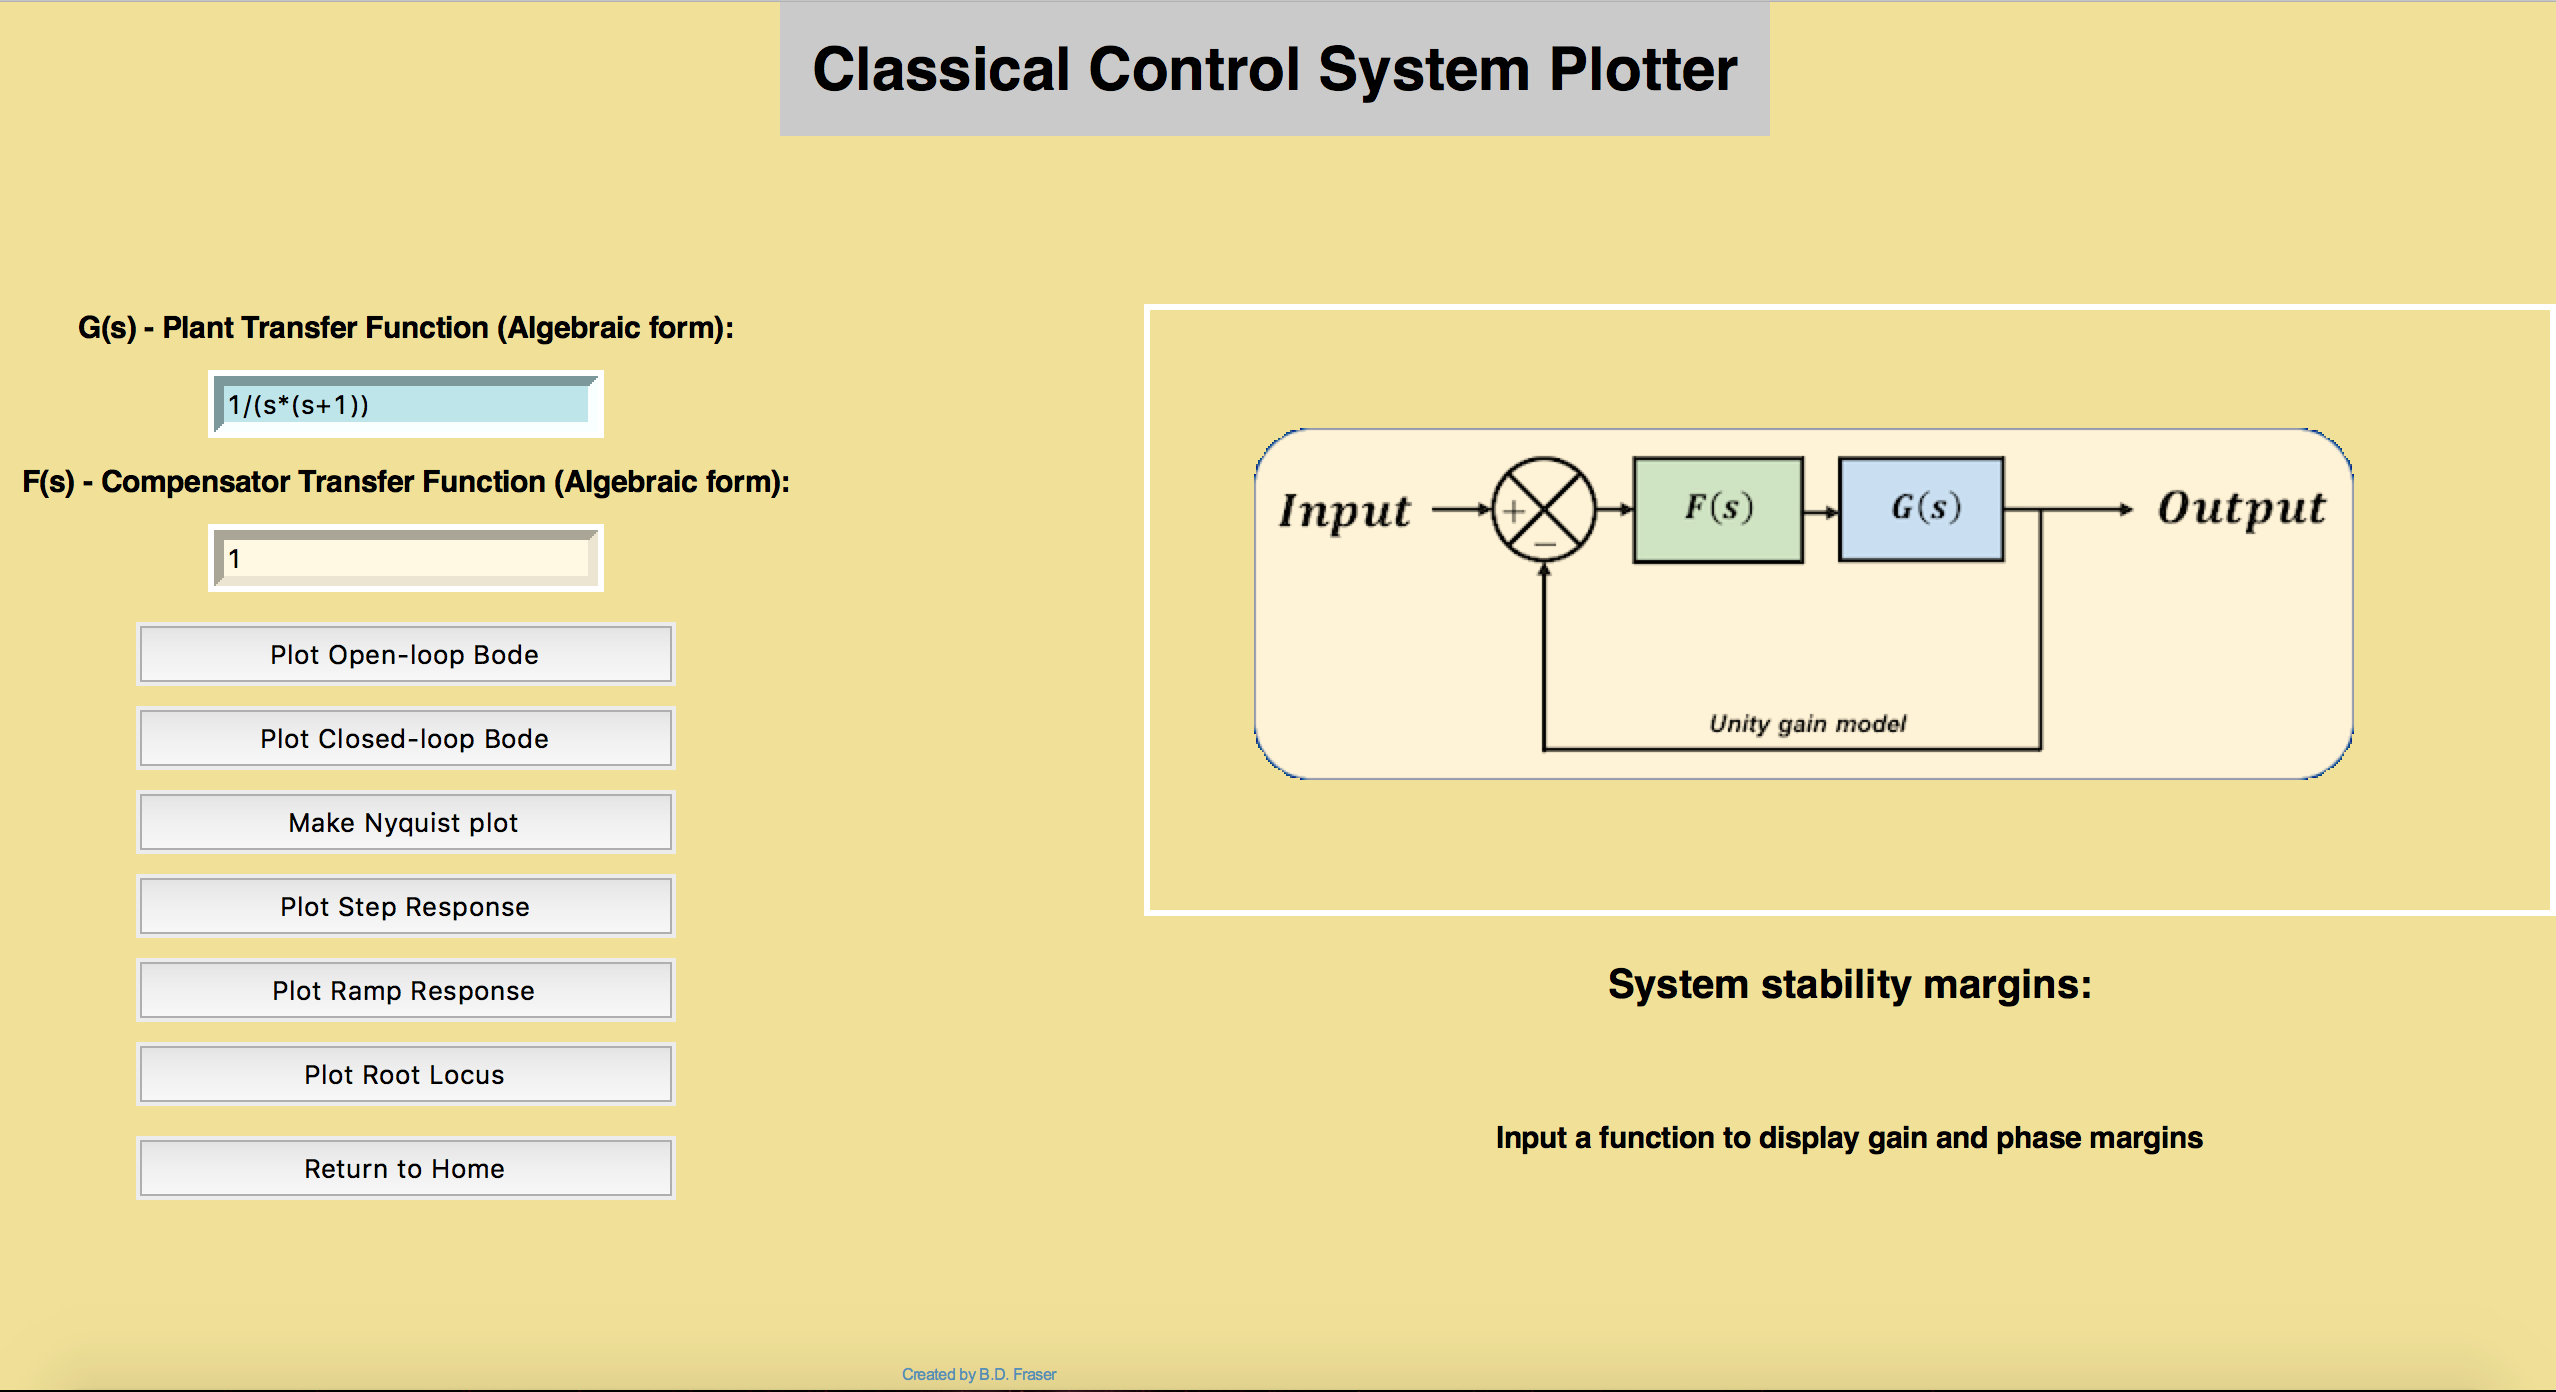 Classical Control System Plotter
G(s) - Plant Transfer Function (Algebraic form):
1/(s*(s+1))
F(s) - Compensator Transfer Function (Algebraic form):
1
Plot Open-loop Bode
Plot Closed-loop Bode
Make Nyquist plot
Plot Step Response
Plot Ramp Response
Plot Root Locus
Return to Home
Input + − F(s) G(s) Output
Unity gain model
System stability margins:
Input a function to display gain and phase margins
Created by B.D. Fraser